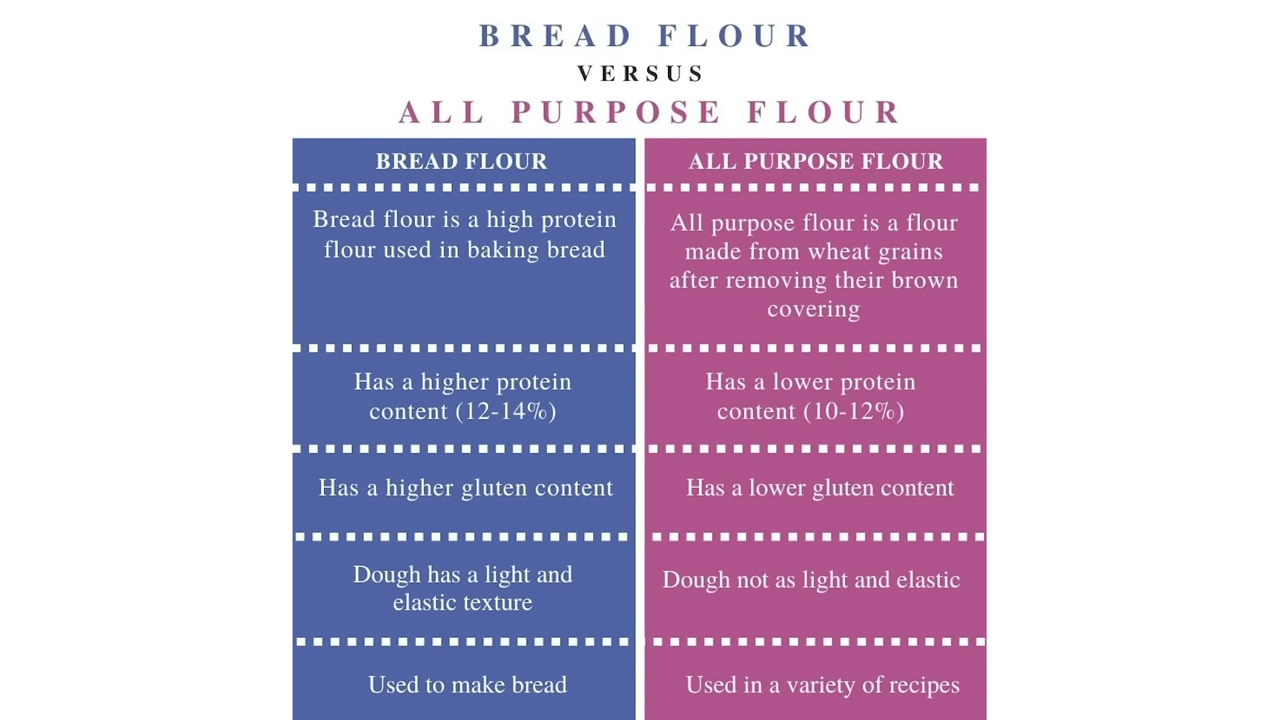 BREAD FLOUR
VERSUS
ALL PURPOSE FLOUR
BREAD FLOUR
Bread flour is a high protein
flour used in baking bread
Has a higher protein
content (12-14%)
Has a higher gluten content
Dough has a light and
elastic texture
Used to make bread
ALL PURPOSE FLOUR
All purpose flour is a flour
made from wheat grains
after removing their brown
covering
Has a lower protein
content (10-12%)
Has a lower gluten content
Dough not as light and elastic
Used in a variety of recipes